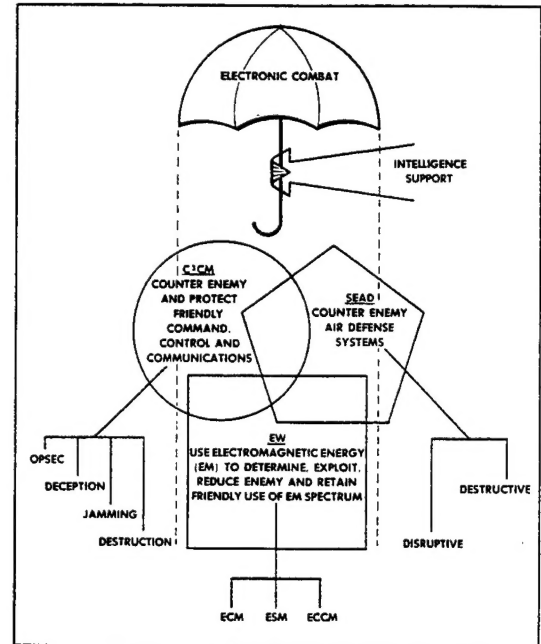 ELECTRONIC COMBAT
INTELLIGENCE
SUPPORT
C³CM
COUNTER ENEMY
AND PROTECT
FRIENDLY
COMMAND,
CONTROL AND
COMMUNICATIONS
SEAD
COUNTER ENEMY
AIR DEFENSE
SYSTEMS
EW
USE ELECTROMAGNETIC ENERGY
(EM) TO DETERMINE, EXPLOIT,
REDUCE ENEMY AND RETAIN
FRIENDLY USE OF EM SPECTRUM
OPSEC
DECEPTION
JAMMING
DESTRUCTION
DESTRUCTIVE
DISRUPTIVE
ECM ESM ECCM